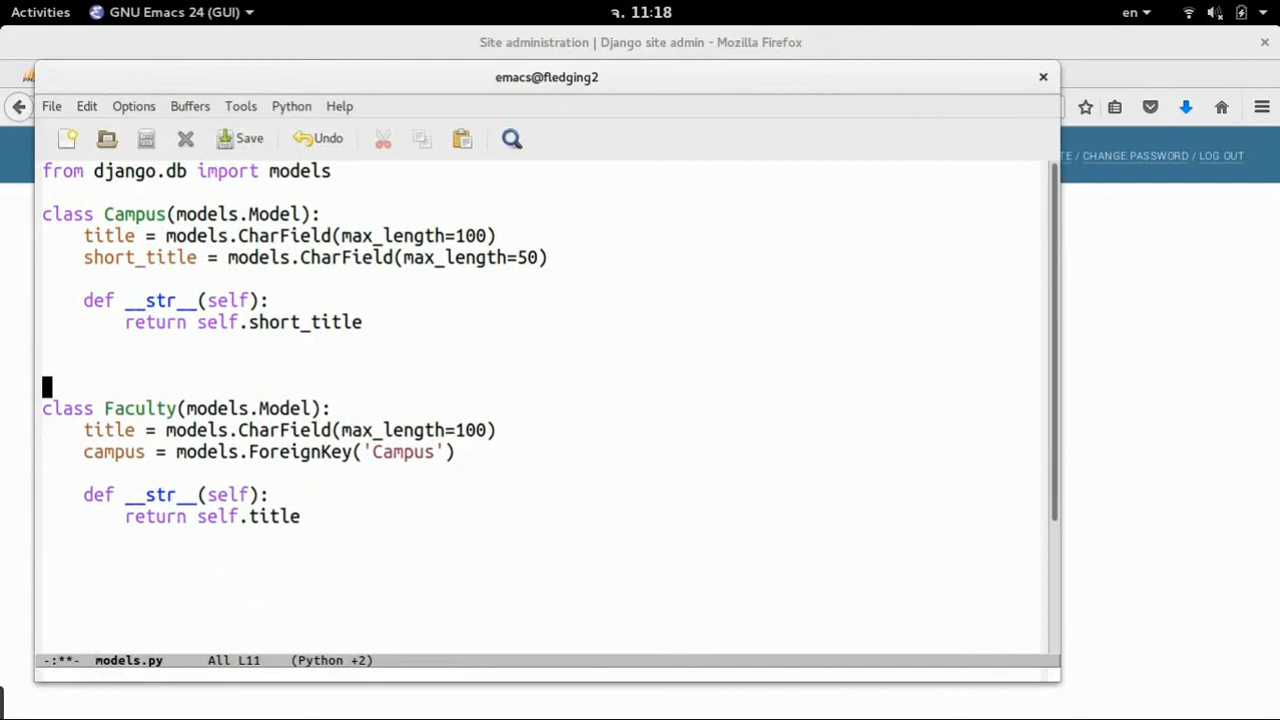 Activities GNU Emacs 24 (GUI) จ. 11:18 en
Site administration | Django site admin - Mozilla Firefox
emacs@fledging2
File Edit Options Buffers Tools Python Help
Save Undo
/ CHANGE PASSWORD / LOG OUT
from django.db import models
class Campus(models.Model):
    title = models.CharField(max_length=100)
    short_title = models.CharField(max_length=50)
    def __str__(self):
        return self.short_title
class Faculty(models.Model):
    title = models.CharField(max_length=100)
    campus = models.ForeignKey('Campus')
    def __str__(self):
        return self.title
-:**- models.py All L11 (Python +2)